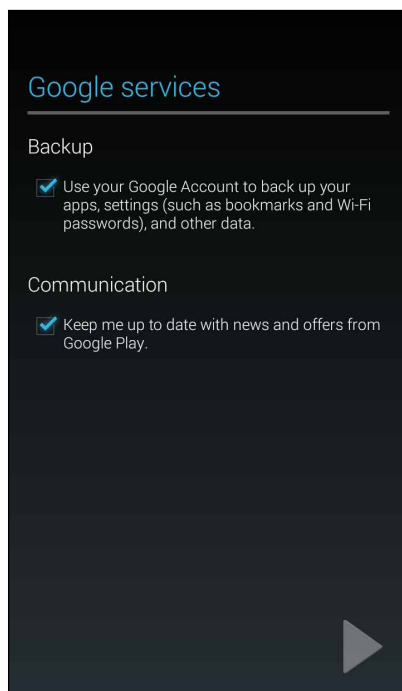 Google services
Backup
Use your Google Account to back up your
apps, settings (such as bookmarks and Wi-Fi
passwords), and other data.
Communication
Keep me up to date with news and offers from
Google Play.